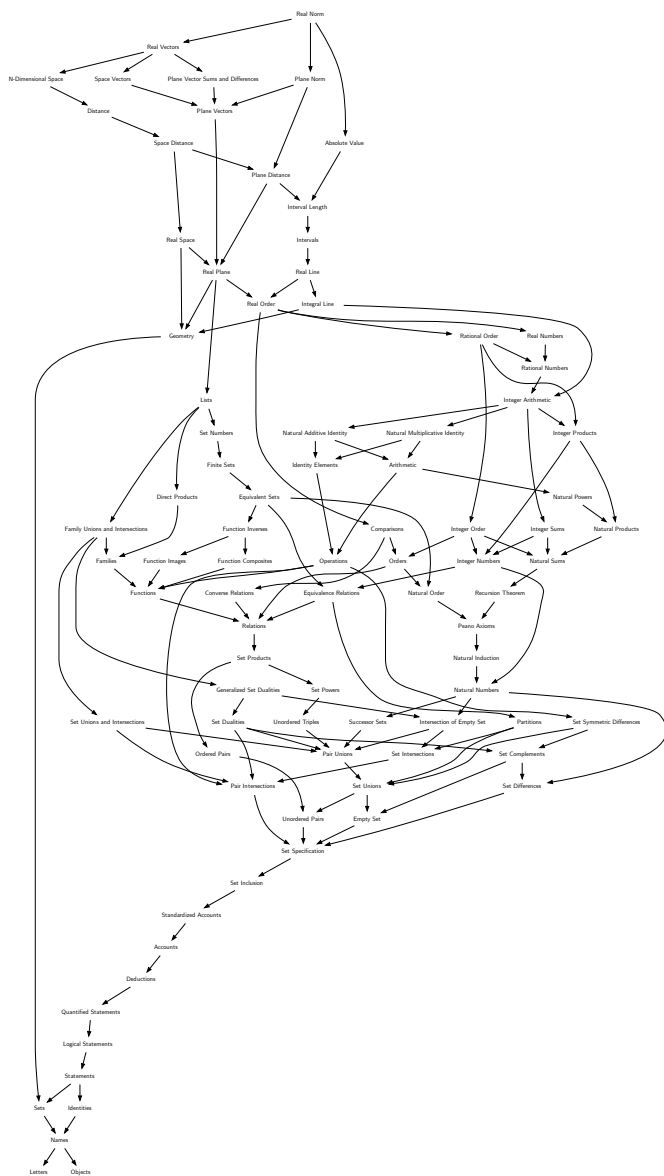 Real Norm
Real Vectors
N-Dimensional Space
Space Vectors
Plane Vector Sums and Differences
Plane Norm
Distance
Plane Vectors
Space Distance
Absolute Value
Plane Distance
Interval Length
Real Space
Intervals
Real Plane
Real Line
Real Order
Integral Line
Geometry
Rational Order
Real Numbers
Rational Numbers
Lists
Integer Arithmetic
Set Numbers
Natural Additive Identity
Natural Multiplicative Identity
Integer Products
Finite Sets
Identity Elements
Arithmetic
Direct Products
Equivalent Sets
Natural Powers
Family Unions and Intersections
Function Inverses
Comparisons
Integer Order
Integer Sums
Natural Products
Families
Function Images
Function Composites
Operations
Orders
Integer Numbers
Natural Sums
Functions
Converse Relations
Equivalence Relations
Natural Order
Recursion Theorem
Relations
Peano Axioms
Set Products
Natural Induction
Generalized Set Dualities
Set Powers
Natural Numbers
Set Unions and Intersections
Set Dualities
Unordered Triples
Successor Sets
Intersection of Empty Set
Partitions
Set Symmetric Differences
Ordered Pairs
Pair Unions
Set Intersections
Set Complements
Pair Intersections
Set Unions
Set Differences
Unordered Pairs
Empty Set
Set Specification
Set Inclusion
Standardized Accounts
Accounts
Deductions
Quantified Statements
Logical Statements
Statements
Sets
Identities
Names
Letters
Objects